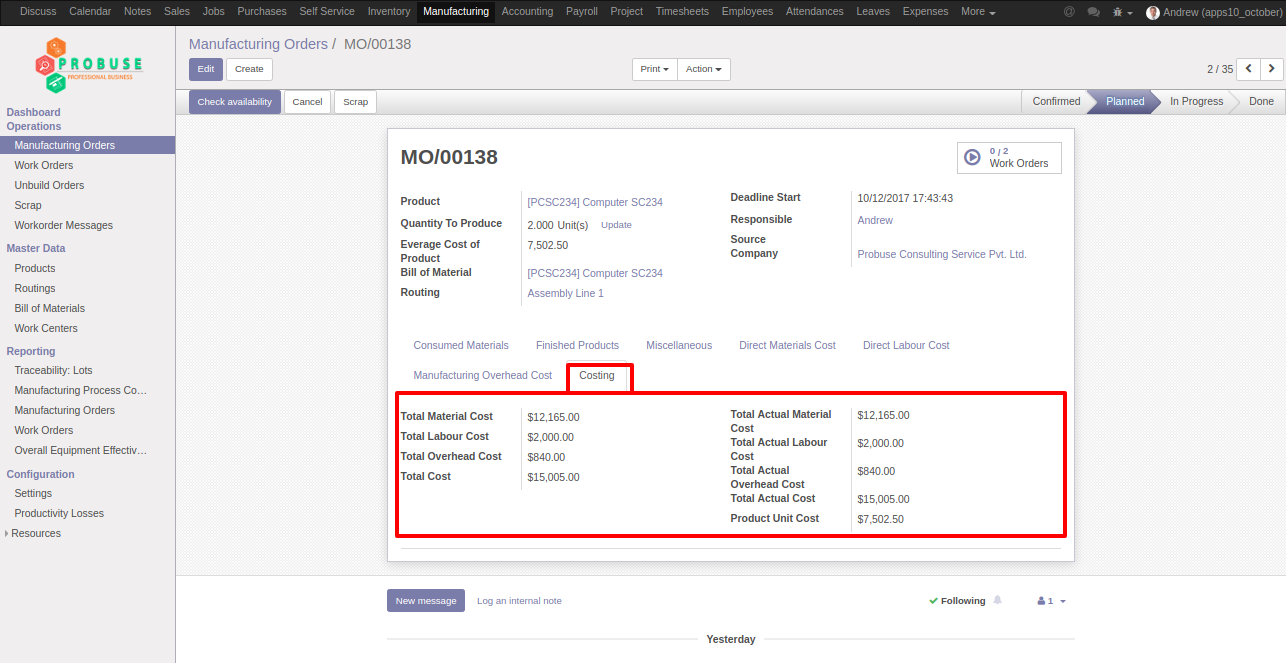 Discuss Calendar Notes Sales Jobs Purchases Self Service Inventory Manufacturing Accounting Payroll Project Timesheets Employees Attendances Leaves Expenses More @ Andrew (apps10_october)
PROBUSE
PROFESSIONAL BUSINESS
Dashboard
Operations
Manufacturing Orders
Work Orders
Unbuild Orders
Scrap
Workorder Messages
Master Data
Products
Routings
Bill of Materials
Work Centers
Reporting
Traceability: Lots
Manufacturing Process Co…
Manufacturing Orders
Work Orders
Overall Equipment Effectiv…
Configuration
Settings
Productivity Losses
Resources
Manufacturing Orders / MO/00138
Edit Create Print Action 2 / 35
Check availability Cancel Scrap Confirmed Planned In Progress Done
MO/00138
0 / 2
Work Orders
Product [PCSC234] Computer SC234
Quantity To Produce 2.000 Unit(s) Update
Everage Cost of
Product
7,502.50
Bill of Material [PCSC234] Computer SC234
Routing Assembly Line 1
Deadline Start 10/12/2017 17:43:43
Responsible Andrew
Source
Company Probuse Consulting Service Pvt. Ltd.
Consumed Materials Finished Products Miscellaneous Direct Materials Cost Direct Labour Cost
Manufacturing Overhead Cost Costing
Total Material Cost $12,165.00
Total Labour Cost $2,000.00
Total Overhead Cost $840.00
Total Cost $15,005.00
Total Actual Material
Cost
$12,165.00
Total Actual Labour
Cost
$2,000.00
Total Actual
Overhead Cost
$840.00
Total Actual Cost $15,005.00
Product Unit Cost $7,502.50
New message Log an internal note Following 1
Yesterday